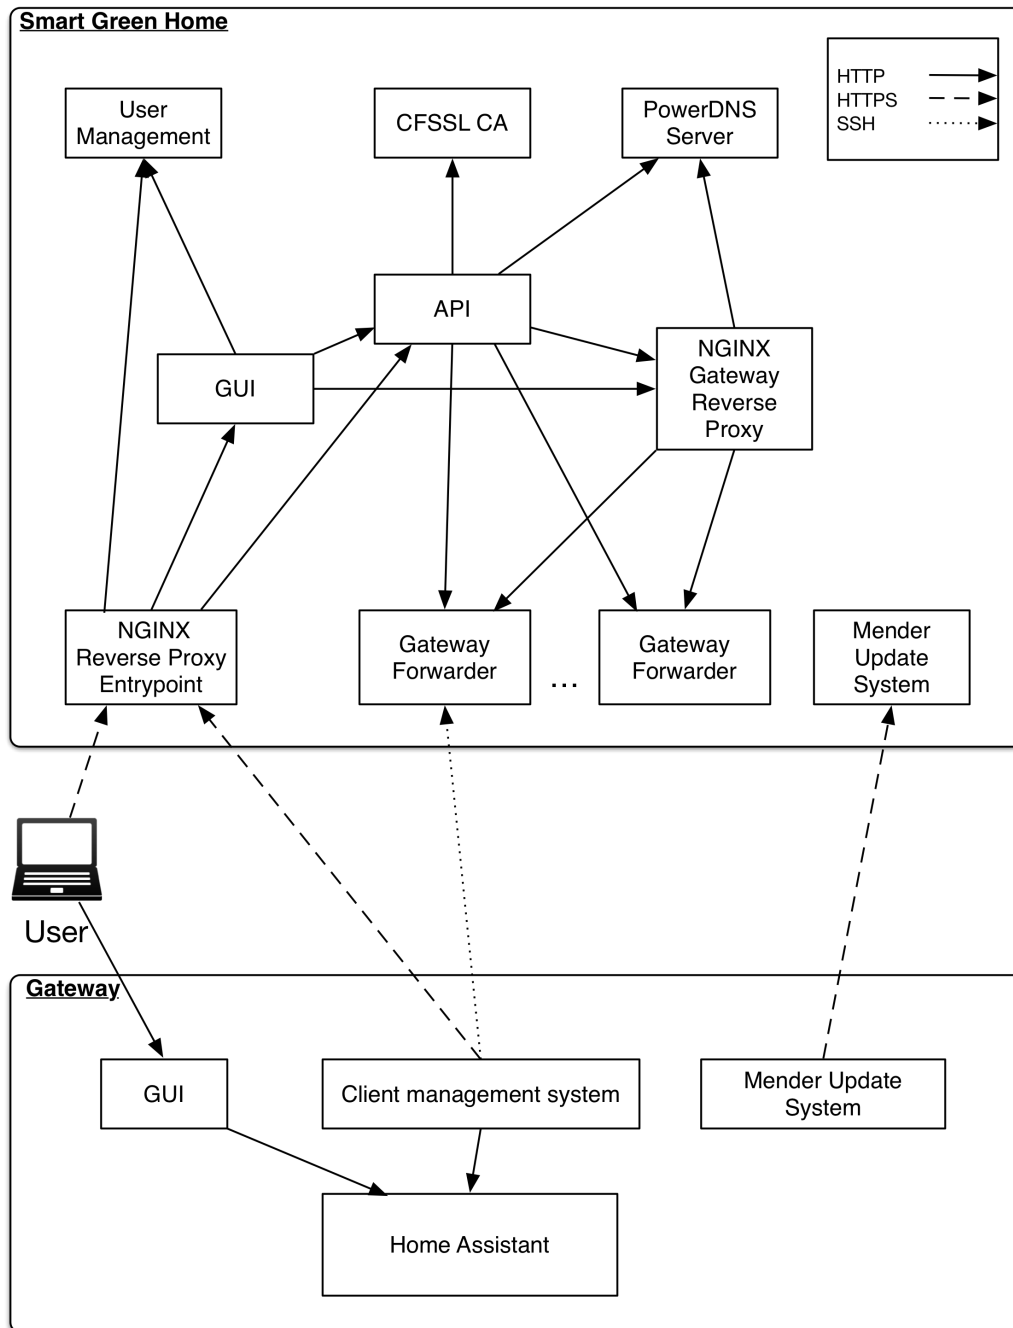 Smart Green Home
HTTP
HTTPS
SSH
User
Management
CFSSL CA
PowerDNS
Server
API
GUI
NGINX
Gateway
Reverse
Proxy
NGINX
Reverse Proxy
Entrypoint
Gateway
Forwarder
...
Gateway
Forwarder
Mender
Update
System
User
Gateway
GUI
Client management system
Mender Update
System
Home Assistant